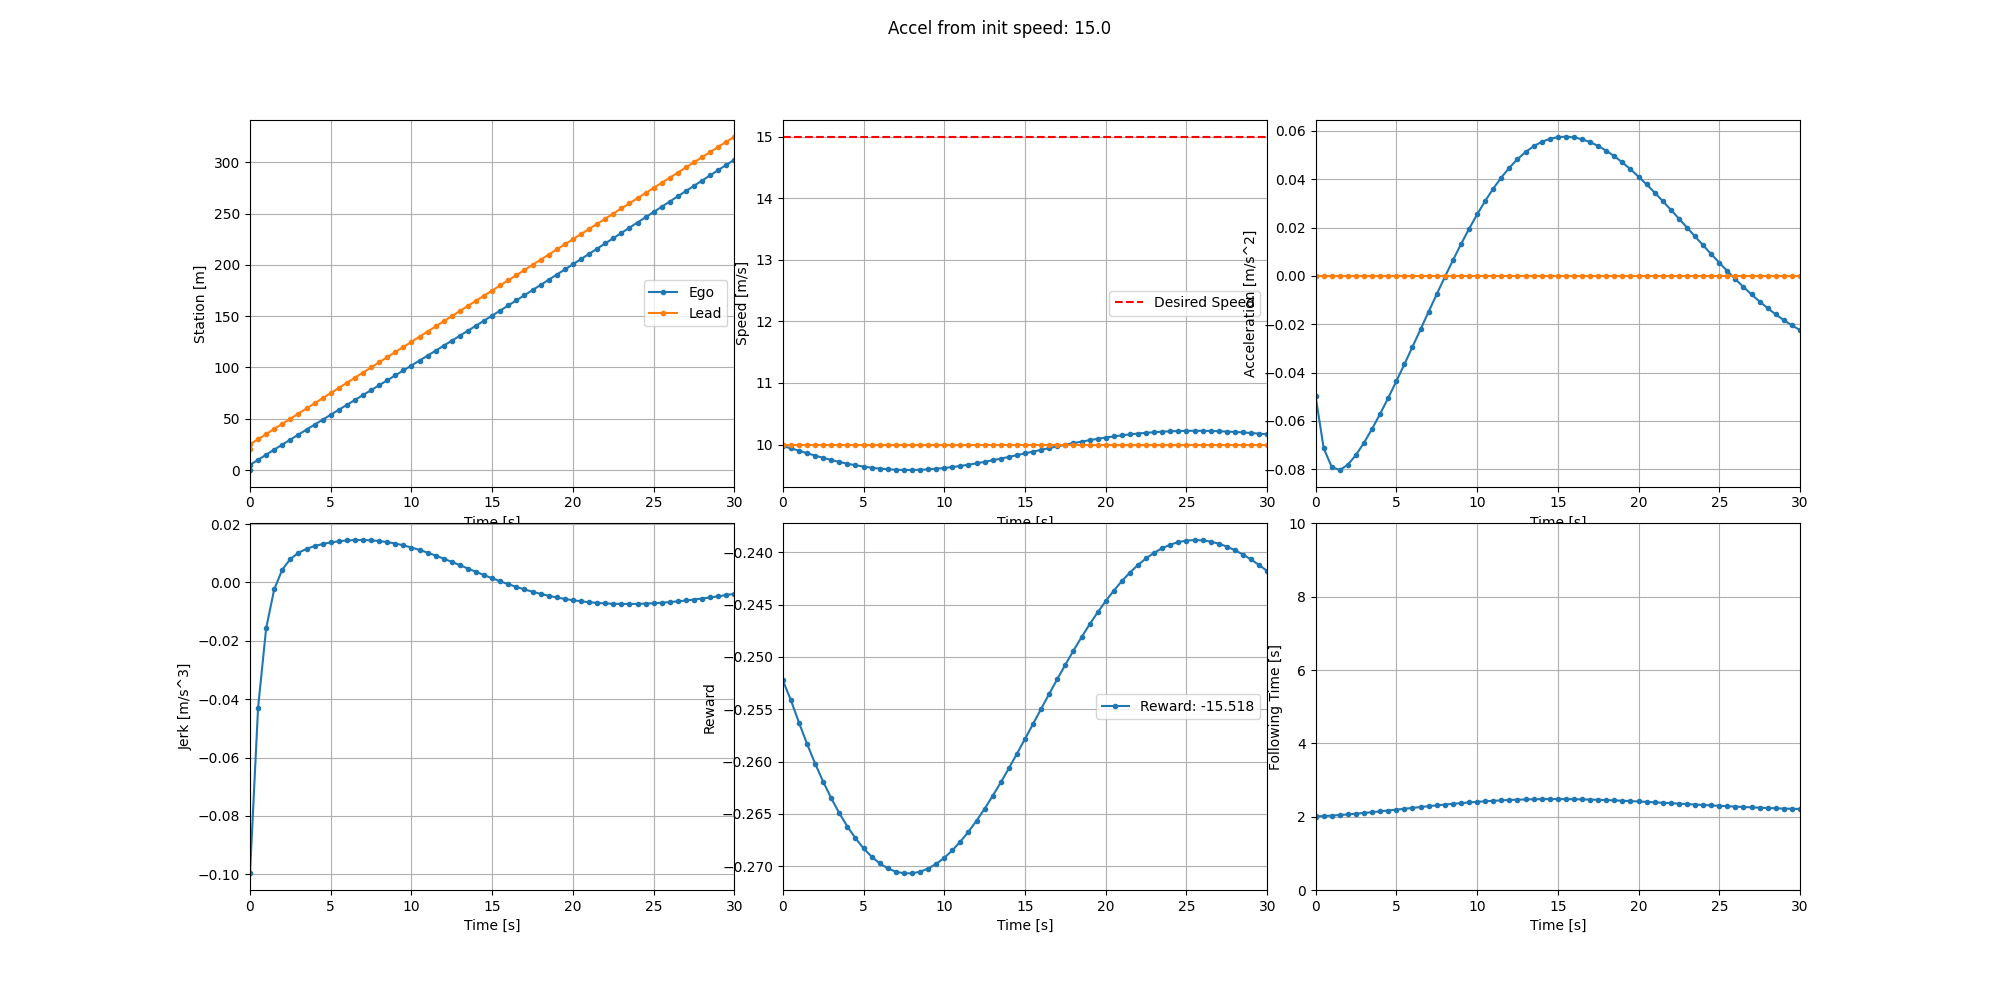 Accel from init speed: 15.0
300
250
200
150
100
50
0
Station [m]
Ego
Lead
0 5 10 15 20 25 30
Time [s]
15
14
13
12
11
10
Speed [m/s]
Desired Speed
0 5 10 15 20 25 30
Time [s]
0.06
0.04
0.02
0.00
−0.02
−0.04
−0.06
−0.08
Acceleration [m/s^2]
0 5 10 15 20 25 30
Time [s]
0.02
0.00
−0.02
−0.04
−0.06
−0.08
−0.10
Jerk [m/s^3]
0 5 10 15 20 25 30
Time [s]
−0.240
−0.245
−0.250
−0.255
−0.260
−0.265
−0.270
Reward
Reward: -15.518
0 5 10 15 20 25 30
Time [s]
10
8
6
4
2
0
Following Time [s]
0 5 10 15 20 25 30
Time [s]